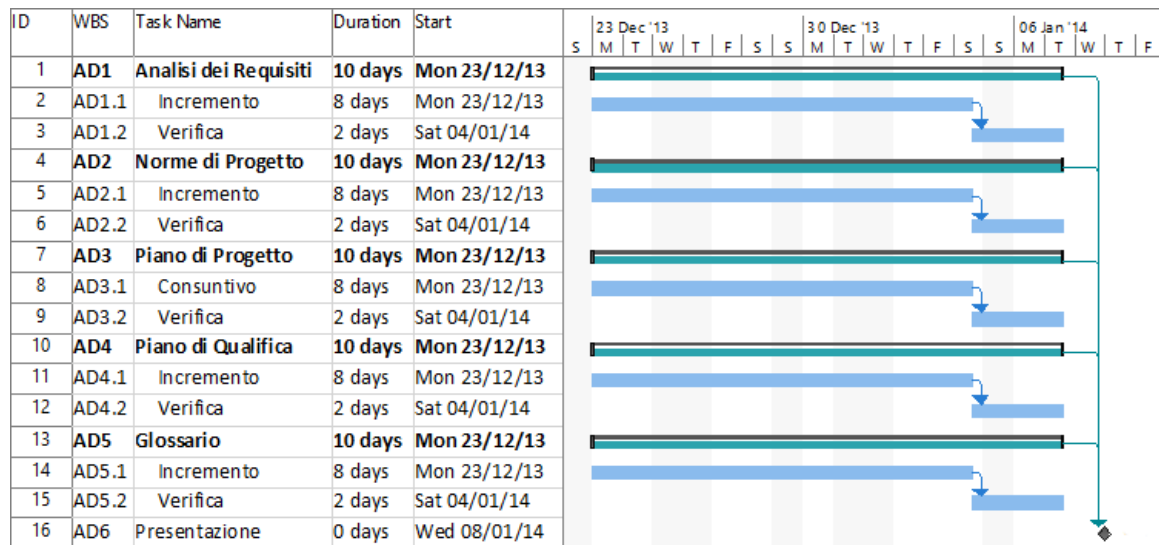 ID WBS Task Name Duration Start 23 Dec '13 30 Dec '13 06 Jan '14
S M T W T F S S M T W T F S S M T W T F
1 AD1 Analisi dei Requisiti 10 days Mon 23/12/13
2 AD1.1 Incremento 8 days Mon 23/12/13
3 AD1.2 Verifica 2 days Sat 04/01/14
4 AD2 Norme di Progetto 10 days Mon 23/12/13
5 AD2.1 Incremento 8 days Mon 23/12/13
6 AD2.2 Verifica 2 days Sat 04/01/14
7 AD3 Piano di Progetto 10 days Mon 23/12/13
8 AD3.1 Consuntivo 8 days Mon 23/12/13
9 AD3.2 Verifica 2 days Sat 04/01/14
10 AD4 Piano di Qualifica 10 days Mon 23/12/13
11 AD4.1 Incremento 8 days Mon 23/12/13
12 AD4.2 Verifica 2 days Sat 04/01/14
13 AD5 Glossario 10 days Mon 23/12/13
14 AD5.1 Incremento 8 days Mon 23/12/13
15 AD5.2 Verifica 2 days Sat 04/01/14
16 AD6 Presentazione 0 days Wed 08/01/14